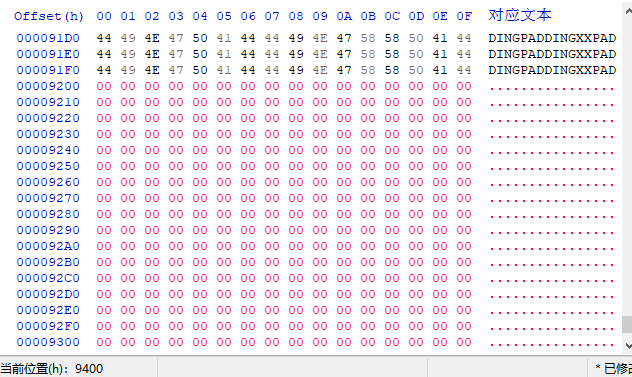 Offset(h) 00 01 02 03 04 05 06 07 08 09 0A 0B 0C 0D 0E 0F 对应文本
000091D0 44 49 4E 47 50 41 44 44 49 4E 47 58 58 50 41 44 DINGPADDINGXXPAD
000091E0 44 49 4E 47 50 41 44 44 49 4E 47 58 58 50 41 44 DINGPADDINGXXPAD
000091F0 44 49 4E 47 50 41 44 44 49 4E 47 58 58 50 41 44 DINGPADDINGXXPAD
00009200 00 00 00 00 00 00 00 00 00 00 00 00 00 00 00 00 ................
00009210 00 00 00 00 00 00 00 00 00 00 00 00 00 00 00 00 ................
00009220 00 00 00 00 00 00 00 00 00 00 00 00 00 00 00 00 ................
00009230 00 00 00 00 00 00 00 00 00 00 00 00 00 00 00 00 ................
00009240 00 00 00 00 00 00 00 00 00 00 00 00 00 00 00 00 ................
00009250 00 00 00 00 00 00 00 00 00 00 00 00 00 00 00 00 ................
00009260 00 00 00 00 00 00 00 00 00 00 00 00 00 00 00 00 ................
00009270 00 00 00 00 00 00 00 00 00 00 00 00 00 00 00 00 ................
00009280 00 00 00 00 00 00 00 00 00 00 00 00 00 00 00 00 ................
00009290 00 00 00 00 00 00 00 00 00 00 00 00 00 00 00 00 ................
000092A0 00 00 00 00 00 00 00 00 00 00 00 00 00 00 00 00 ................
000092B0 00 00 00 00 00 00 00 00 00 00 00 00 00 00 00 00 ................
000092C0 00 00 00 00 00 00 00 00 00 00 00 00 00 00 00 00 ................
000092D0 00 00 00 00 00 00 00 00 00 00 00 00 00 00 00 00 ................
000092E0 00 00 00 00 00 00 00 00 00 00 00 00 00 00 00 00 ................
000092F0 00 00 00 00 00 00 00 00 00 00 00 00 00 00 00 00 ................
00009300 00 00 00 00 00 00 00 00 00 00 00 00 00 00 00 00 ................
当前位置(h): 9400 * 已修改